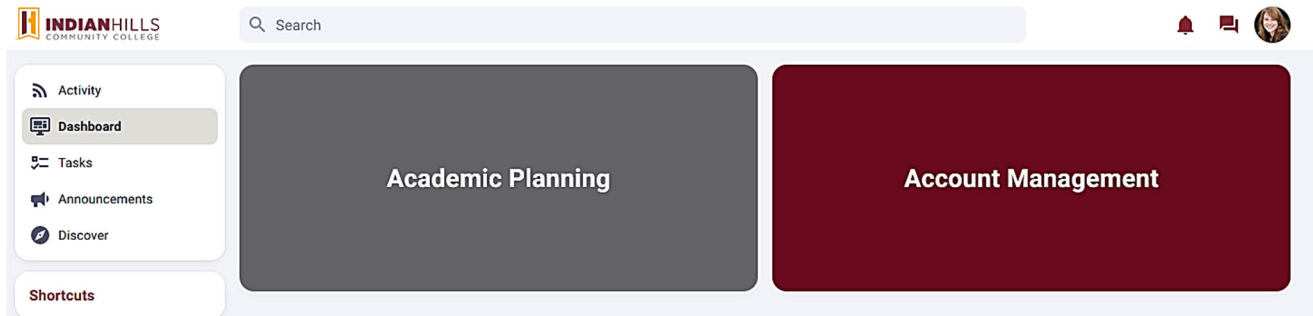 INDIANHILLS
COMMUNITY COLLEGE
Search
Activity
Dashboard
Tasks
Announcements
Discover
Shortcuts
Academic Planning
Account Management